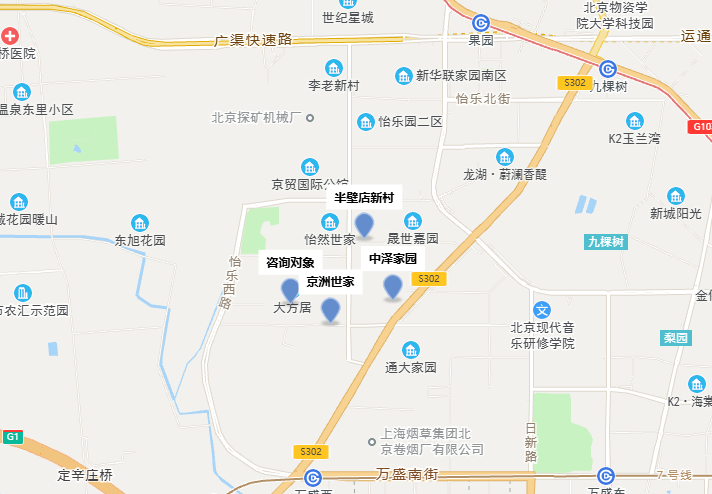 世纪星城
北京物资学
院大学科技园
广渠快速路
果园
运通
桥医院
李老新村
新华联家园南区
S302
九棵树
温泉东里小区
怡乐北街
北京探矿机械厂
怡乐园二区
K2玉兰湾
G103
京贸国际公馆
龙湖·蔚澜香醍
半壁店新村
花园暖山
东旭花园
怡然世家
晟世嘉园
新城阳光
九棵树
怡乐西路
咨询对象
中泽家园
京洲世家
S302
农汇示范园
大方居
北京现代音
乐研修学院
梨园
通大家园
K2·海棠
日新路
G1
上海烟草集团北
京卷烟厂有限公司
S302
定辛庄桥
万盛南街
7号线
万盛西
万盛东